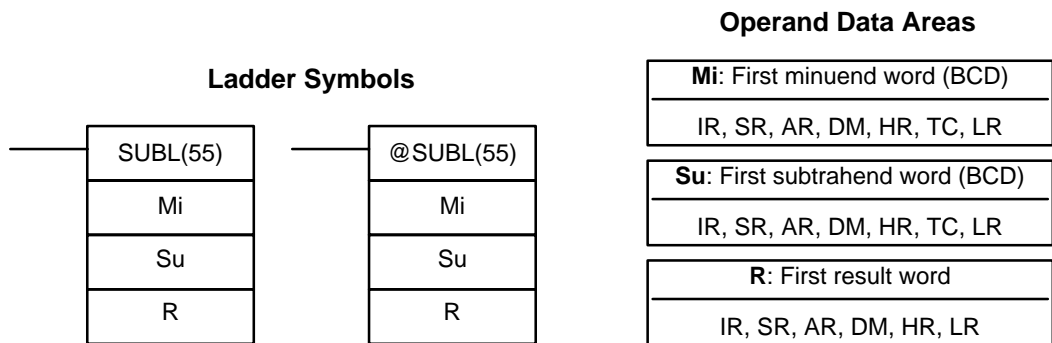 Ladder Symbols
SUBL(55)
Mi
Su
R
@SUBL(55)
Mi
Su
R
Operand Data Areas
Mi: First minuend word (BCD)
IR, SR, AR, DM, HR, TC, LR
Su: First subtrahend word (BCD)
IR, SR, AR, DM, HR, TC, LR
R: First result word
IR, SR, AR, DM, HR, LR